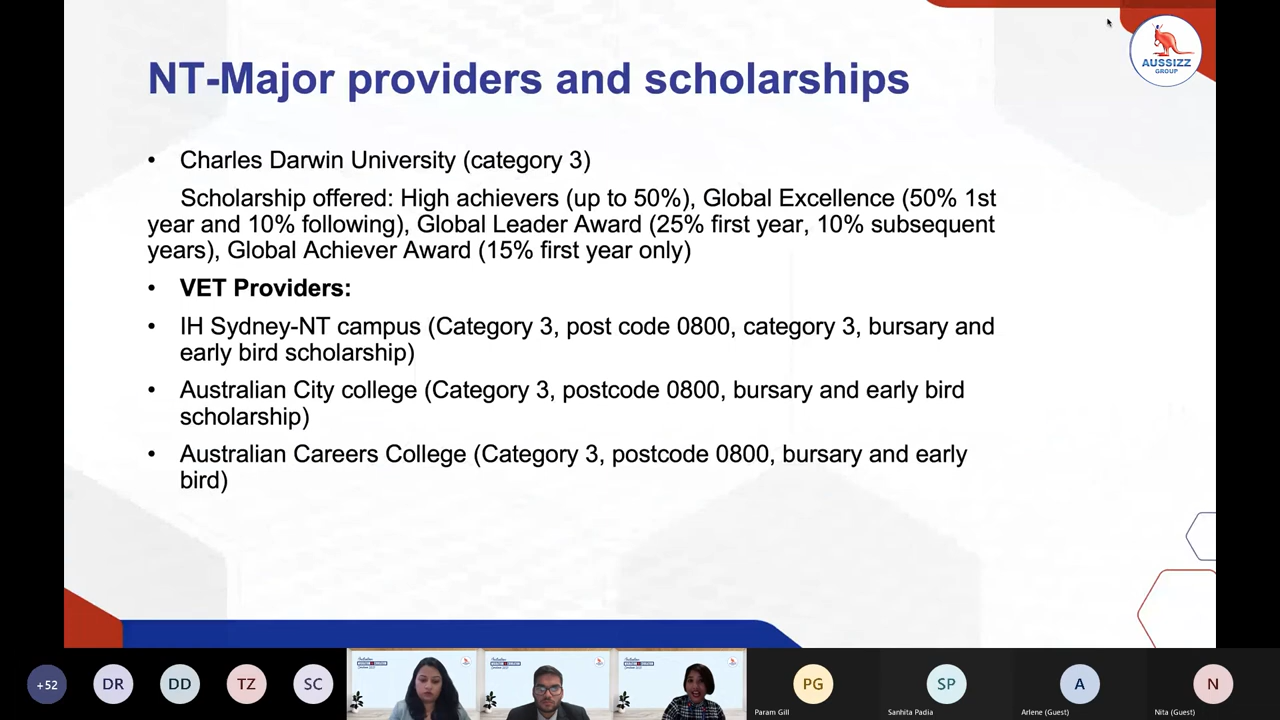 AUSSIZZ
GROUP
NT-Major providers and scholarships
• Charles Darwin University (category 3)
Scholarship offered: High achievers (up to 50%), Global Excellence (50% 1st
year and 10% following), Global Leader Award (25% first year, 10% subsequent
years), Global Achiever Award (15% first year only)
• VET Providers:
• IH Sydney-NT campus (Category 3, post code 0800, category 3, bursary and
early bird scholarship)
• Australian City college (Category 3, postcode 0800, bursary and early bird
scholarship)
• Australian Careers College (Category 3, postcode 0800, bursary and early
bird)
+52
DR
DD
TZ
SC
PG
Param Gill
SP
Sanhita Padia
A
Arlene (Guest)
N
Nita (Guest)